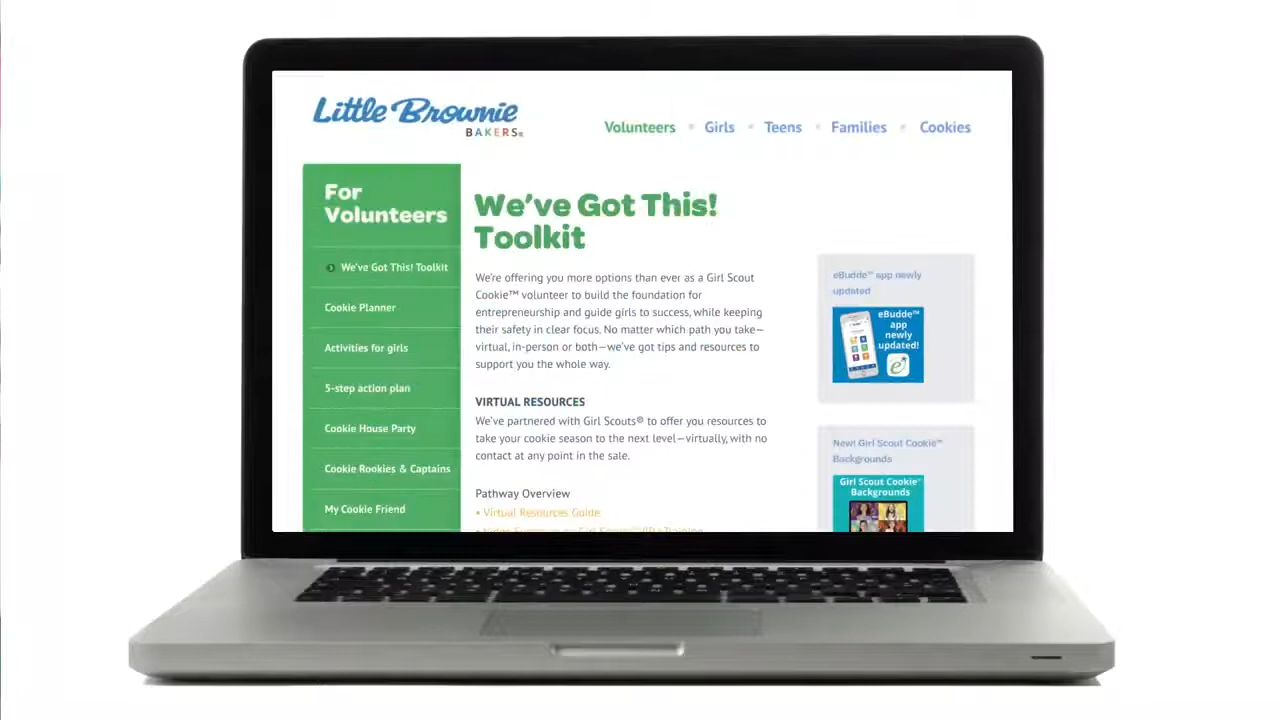 Little Brownie
BAKERS®
Volunteers • Girls • Teens • Families • Cookies
For
Volunteers
We've Got This! Toolkit
Cookie Planner
Activities for girls
5-step action plan
Cookie House Party
Cookie Rookies & Captains
My Cookie Friend
We've Got This!
Toolkit
We're offering you more options than ever as a Girl Scout
Cookie™ volunteer to build the foundation for
entrepreneurship and guide girls to success, while keeping
their safety in clear focus. No matter which path you take—
virtual, in-person or both—we've got tips and resources to
support you the whole way.
VIRTUAL RESOURCES
We've partnered with Girl Scouts® to offer you resources to
take your cookie season to the next level—virtually, with no
contact at any point in the sale.
Pathway Overview
• Virtual Resources Guide
eBudde™ app newly
updated
eBudde™
app
newly
updated!
New! Girl Scout Cookie™
Backgrounds
Girl Scout Cookie™
Backgrounds